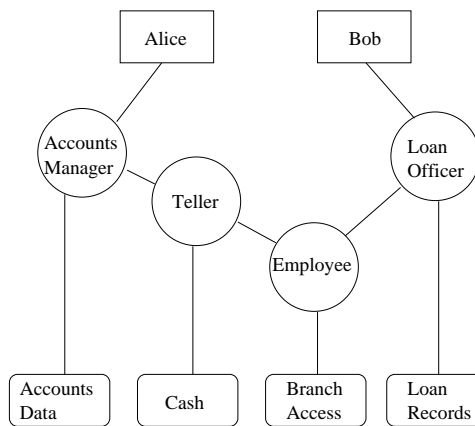 Alice
Bob
Accounts
Manager
Loan
Officer
Teller
Employee
Accounts
Data
Cash
Branch
Access
Loan
Records